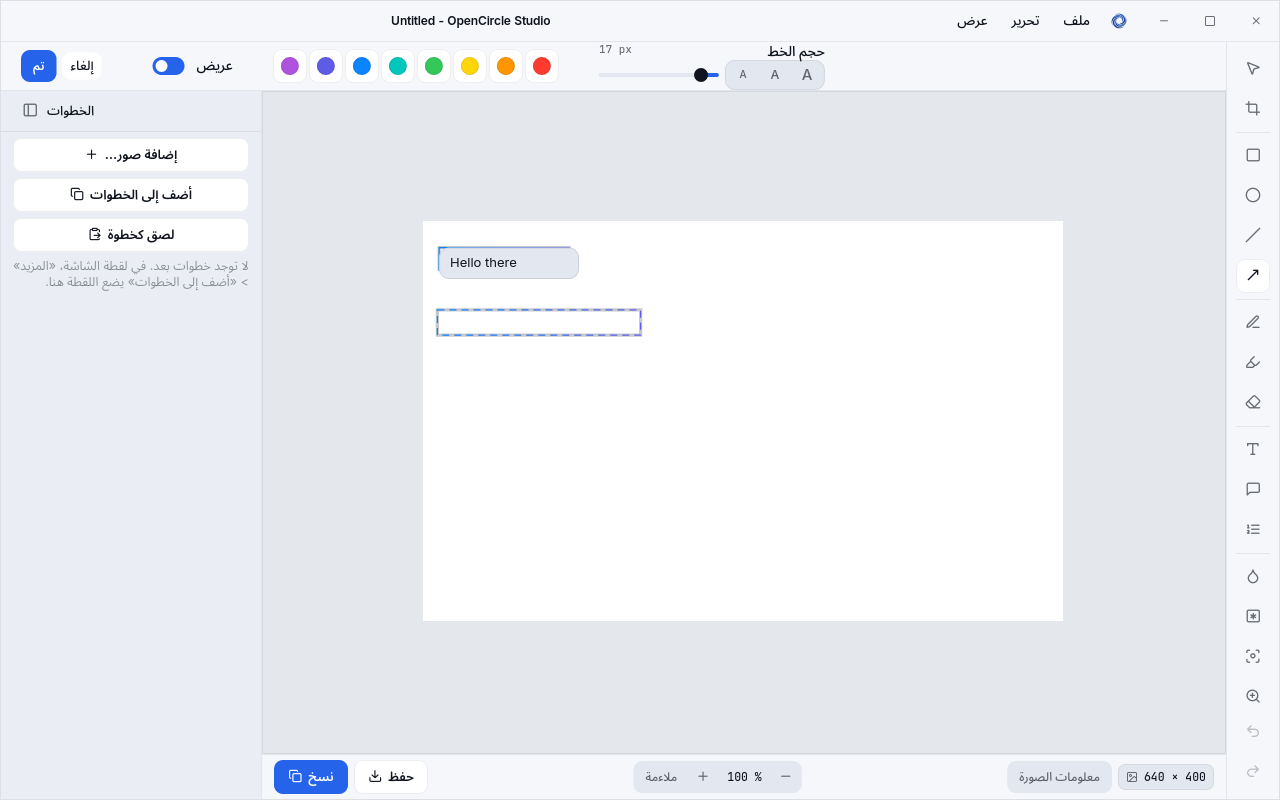 Untitled - OpenCircle Studio
ملف
تحرير
عرض
حجم الخط
17 px
A A A
عريض
إلغاء
تم
الخطوات
إضافة صور...
أضف إلى الخطوات
لصق كخطوة
لا توجد خطوات بعد. في لقطة الشاشة، «المزيد»
> «أضف إلى الخطوات» يضع اللقطة هنا.
Hello there
640 × 400
معلومات الصورة
100 %
ملاءمة
حفظ
نسخ